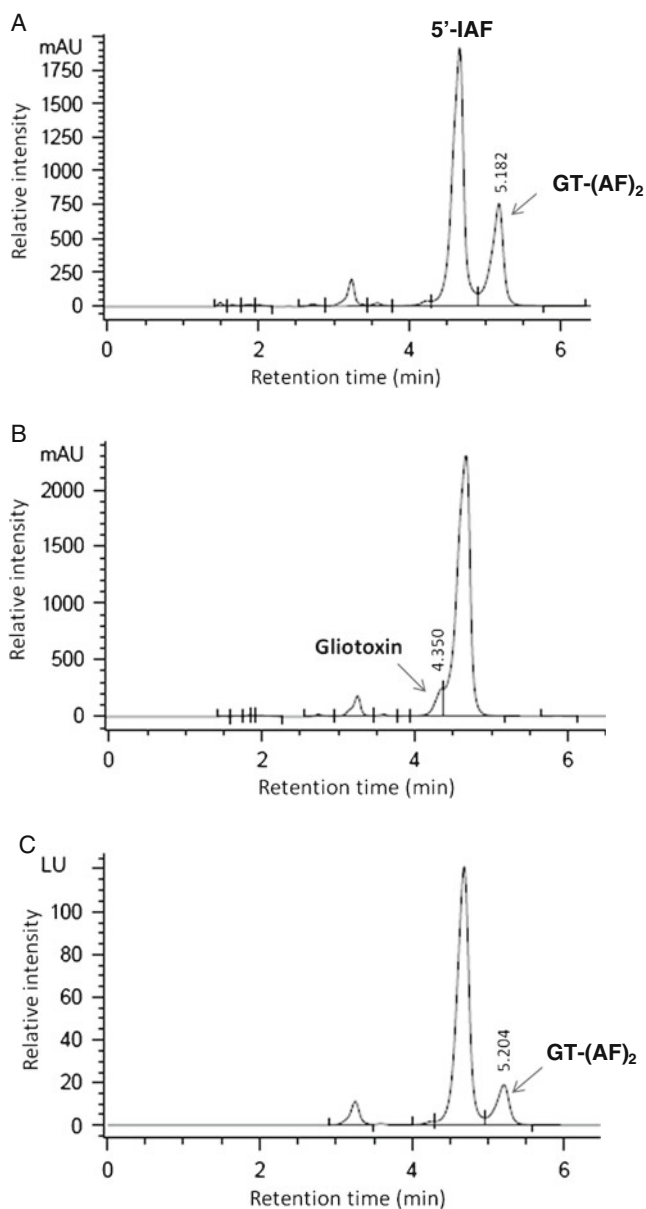 A
mAU
5'-IAF
1750
1500
1250
1000
750
500
250
0
Relative intensity
5.182
GT-(AF)₂
0 2 4 6
Retention time (min)
B
mAU
2000
1500
1000
500
0
Relative intensity
Gliotoxin
4.350
0 2 4 6
Retention time (min)
C
LU
100
80
60
40
20
0
Relative intensity
5.204
GT-(AF)₂
0 2 4 6
Retention time (min)